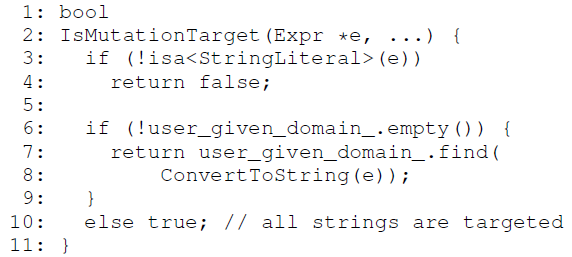 1: bool
2: IsMutationTarget(Expr *e, ...) {
3:   if (!isa<StringLiteral>(e))
4:     return false;
5:
6:   if (!user_given_domain_.empty()) {
7:     return user_given_domain_.find(
8:         ConvertToString(e));
9:   }
10:   else true; // all strings are targeted
11: }